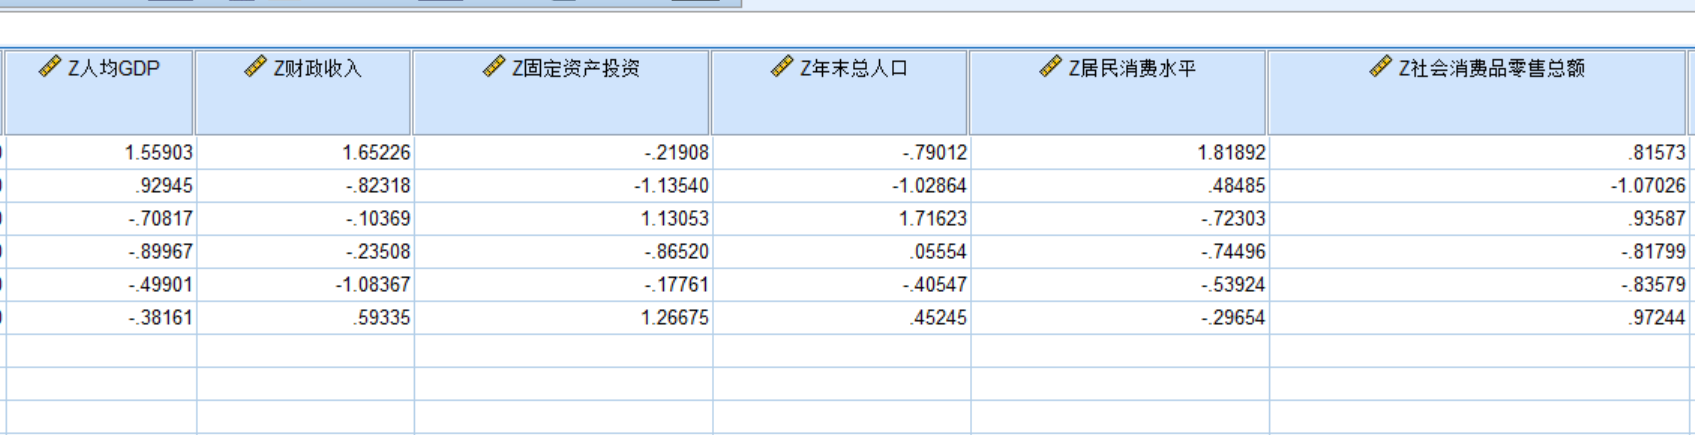 Z人均GDP Z财政收入 Z固定资产投资 Z年末总人口 Z居民消费水平 Z社会消费品零售总额
1.55903 1.65226 -.21908 -.79012 1.81892 .81573
.92945 -.82318 -1.13540 -1.02864 .48485 -1.07026
-.70817 -.10369 1.13053 1.71623 -.72303 .93587
-.89967 -.23508 -.86520 .05554 -.74496 -.81799
-.49901 -1.08367 -.17761 -.40547 -.53924 -.83579
-.38161 .59335 1.26675 .45245 -.29654 .97244